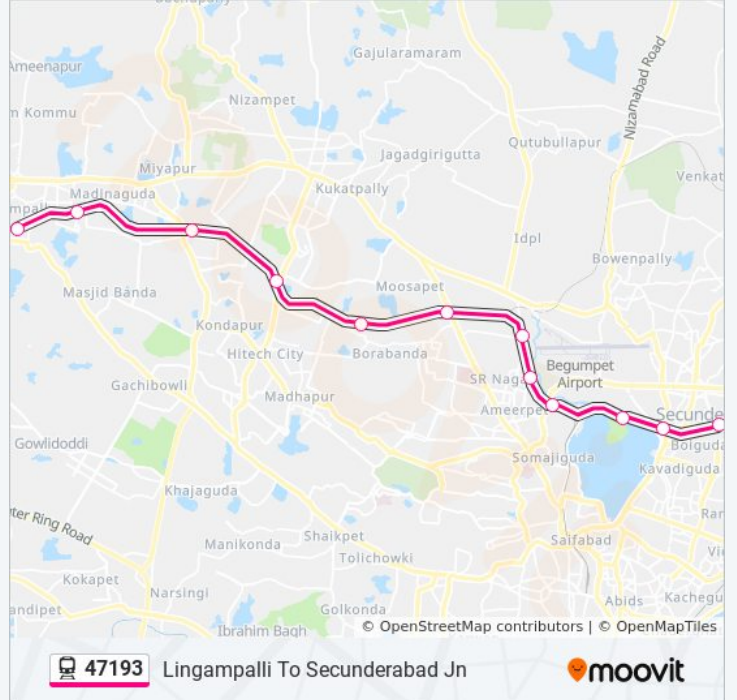 Bachupally
Gajularamaram
Ameenapur
Nizamabad Road
Nizampet
m Kommu
Qutubullapur
Jagadgirigutta
Miyapur
Venkat
Kukatpally
Madinaguda
mpall
Idpl
Bowenpally
Moosapet
Masjid Banda
Kondapur
Hitech City
Borabanda
Begumpet
Airport
SR Naga
Gachibowli
Madhapur
Ameerpe
Secunde
Gowlidoddi
Bolguda
Somajiguda
Kavadiguda
Khajaguda
ter Ring Road
Ran
Shaikpet
Saifabad
Manikonda
Vi
Tolichowki
Kokapet
Narsingi
Abids
Kachegu
andipet
Golkonda
Ibrahim Bagh
© OpenStreetMap contributors | © OpenMapTiles
47193 Lingampalli To Secunderabad Jn
moovit